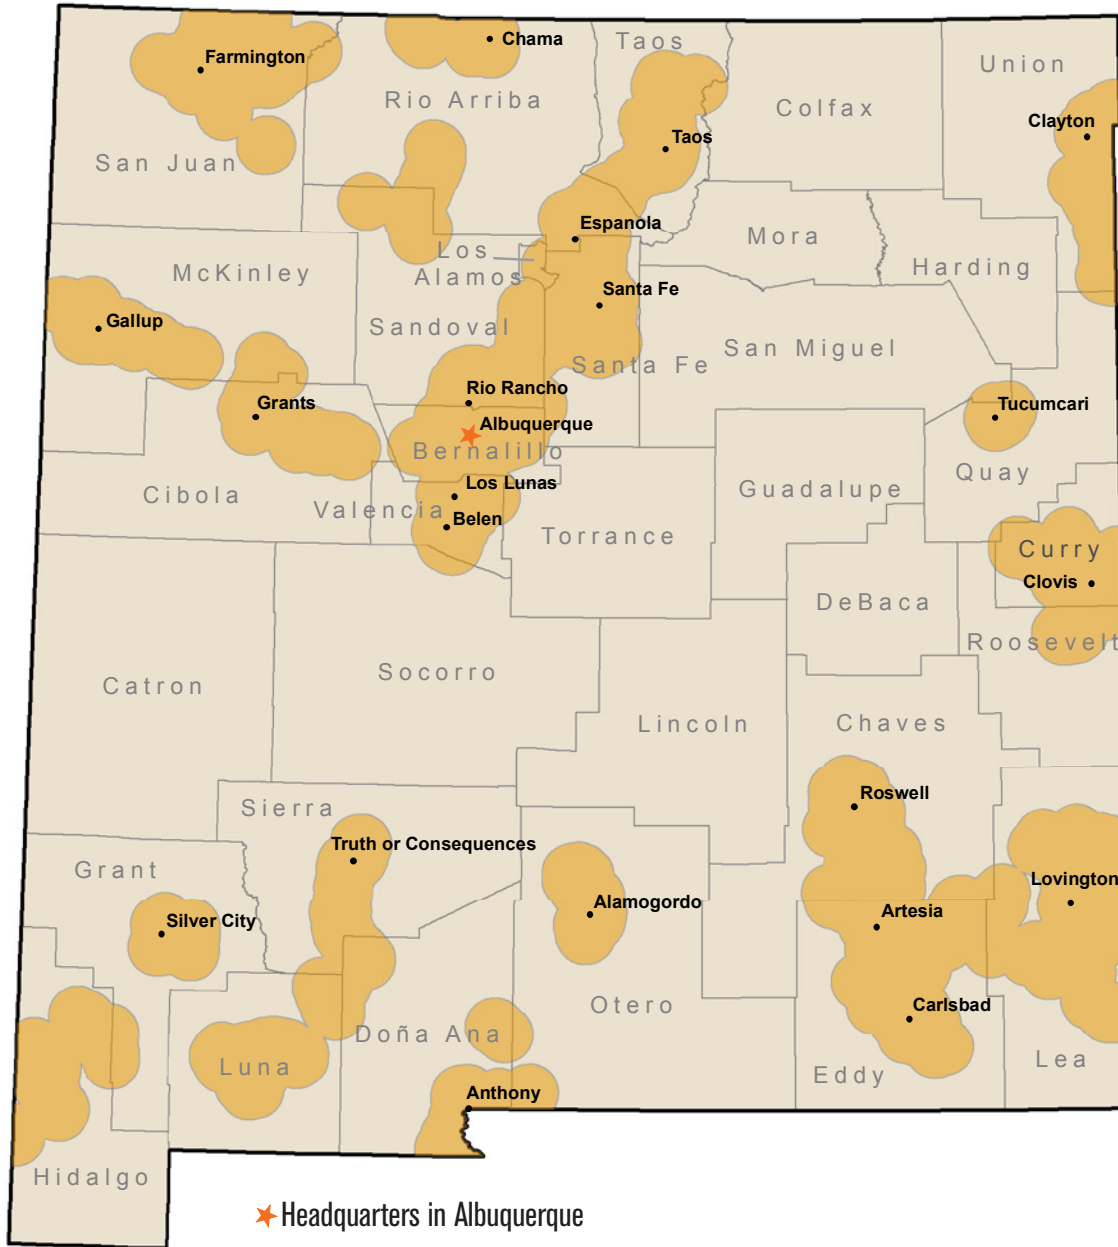 Chama
Taos
Farmington
Union
Rio Arriba
Colfax
Clayton
Taos
San Juan
Espanola
Mora
Los
Alamos
McKinley
Harding
Santa Fe
Gallup
Sandoval
San Miguel
Santa Fe
Rio Rancho
Grants
Tucumcari
Albuquerque
Bernalillo
Quay
Los Lunas
Guadalupe
Cibola
Valencia
Belen
Torrance
Curry
Clovis
DeBaca
Roosevelt
Socorro
Catron
Lincoln
Chaves
Roswell
Sierra
Truth or Consequences
Grant
Lovington
Alamogordo
Artesia
Silver City
Otero
Carlsbad
Doña Ana
Luna
Lea
Eddy
Anthony
Hidalgo
Headquarters in Albuquerque